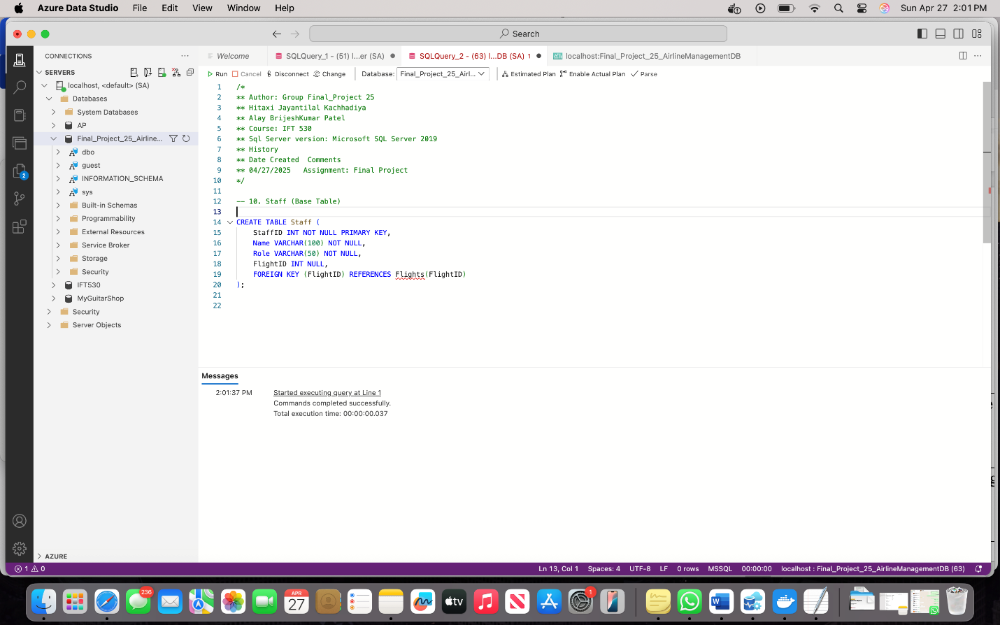 Azure Data Studio File Edit View Window Help Sun Apr 27 2:01 PM
Search
CONNECTIONS
Welcome SQLQuery_1 - (51) l...er (SA) SQLQuery_2 - (63) l...DB (SA) 1 localhost:Final_Project_25_AirlineManagementDB
SERVERS
Run Cancel Disconnect Change Database: Final_Project_25_Airl... Estimated Plan Enable Actual Plan Parse
localhost, <default> (SA)
Databases
System Databases
AP
Final_Project_25_Airline...
dbo
guest
INFORMATION_SCHEMA
sys
Built-in Schemas
Programmability
External Resources
Service Broker
Storage
Security
IFT530
MyGuitarShop
Security
Server Objects
AZURE
2
1 /*
2 ** Author: Group Final_Project 25
3 ** Hitaxi Jayantilal Kachhadiya
4 ** Alay BrijeshKumar Patel
5 ** Course: IFT 530
6 ** Sql Server version: Microsoft SQL Server 2019
7 ** History
8 ** Date Created  Comments
9 ** 04/27/2025   Assignment: Final Project
10 */
11
12 -- 10. Staff (Base Table)
13
14 CREATE TABLE Staff (
15     StaffID INT NOT NULL PRIMARY KEY,
16     Name VARCHAR(100) NOT NULL,
17     Role VARCHAR(50) NOT NULL,
18     FlightID INT NULL,
19     FOREIGN KEY (FlightID) REFERENCES Flights(FlightID)
20 );
21
22
Messages
2:01:37 PM Started executing query at Line 1
Commands completed successfully.
Total execution time: 00:00:00.037
1 0 Ln 13, Col 1 Spaces: 4 UTF-8 LF 0 rows MSSQL 00:00:00 localhost : Final_Project_25_AirlineManagementDB (63)
236
APR
27
tv
1
W